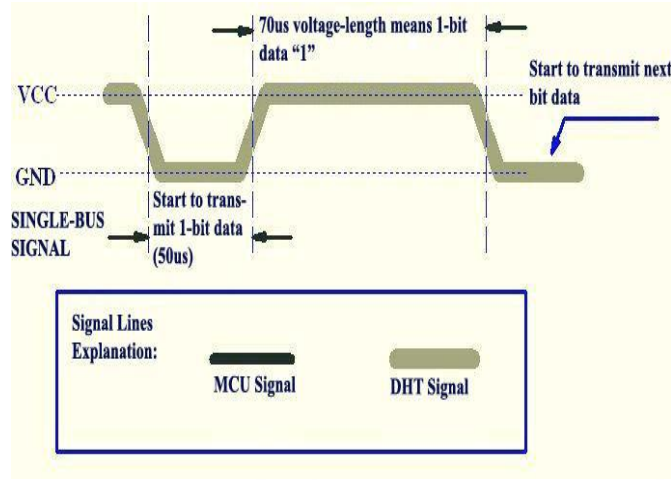 70us voltage-length means 1-bit
data "1"
Start to transmit next
bit data
VCC
GND
Start to trans-
mit 1-bit data
(50us)
SINGLE-BUS
SIGNAL
Signal Lines
Explanation:
MCU Signal
DHT Signal